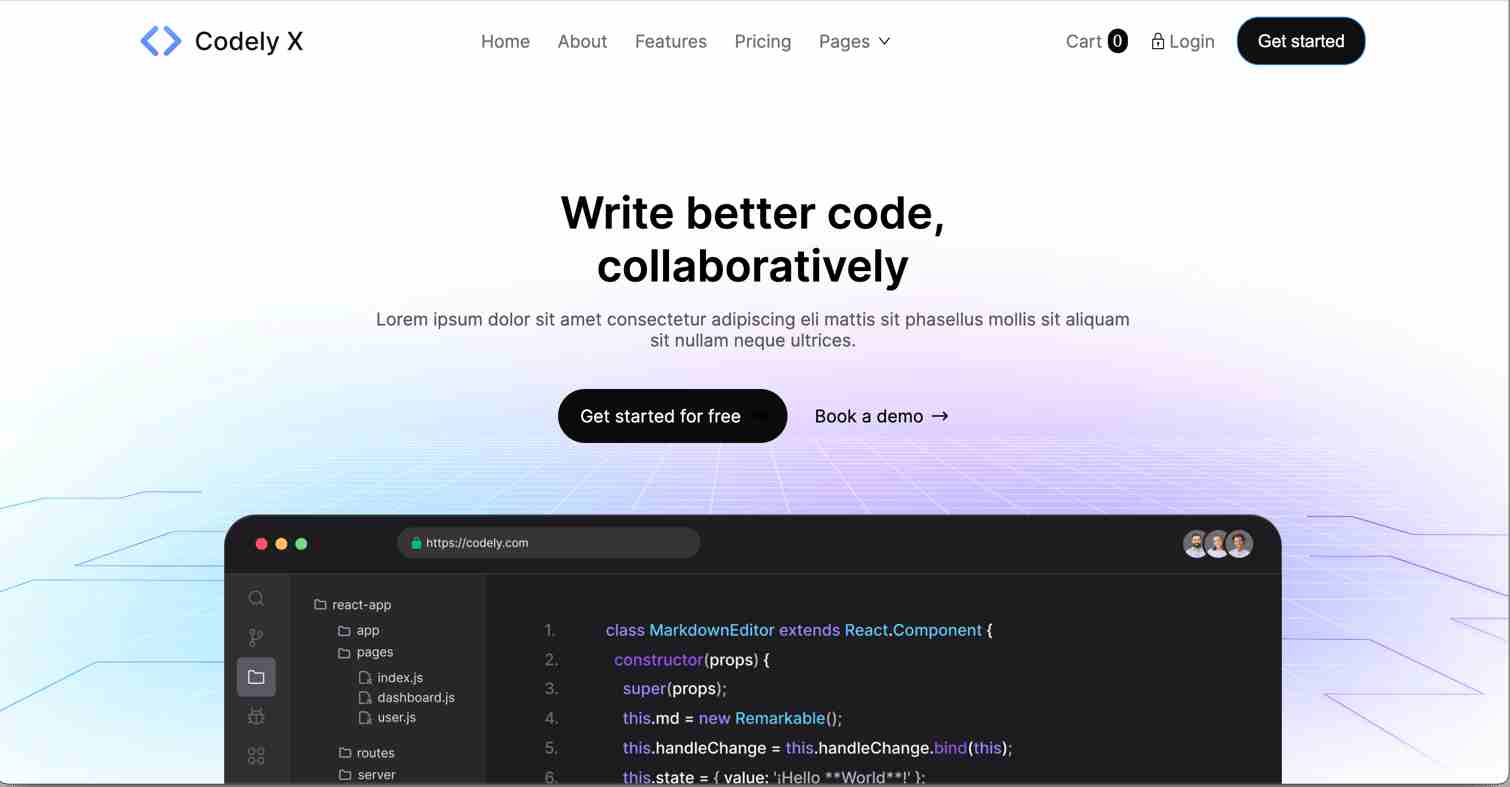 Codely X
Home About Features Pricing Pages
Cart 0 Login Get started
Write better code,
collaboratively
Lorem ipsum dolor sit amet consectetur adipiscing eli mattis sit phasellus mollis sit aliquam
sit nullam neque ultrices.
Get started for free
Book a demo →
https://codely.com
react-app
app
pages
index.js
dashboard.js
user.js
routes
server
1. class MarkdownEditor extends React.Component {
2. constructor(props) {
3. super(props);
4. this.md = new Remarkable();
5. this.handleChange = this.handleChange.bind(this);
6. this.state = { value: '¡Hello **World**!' };